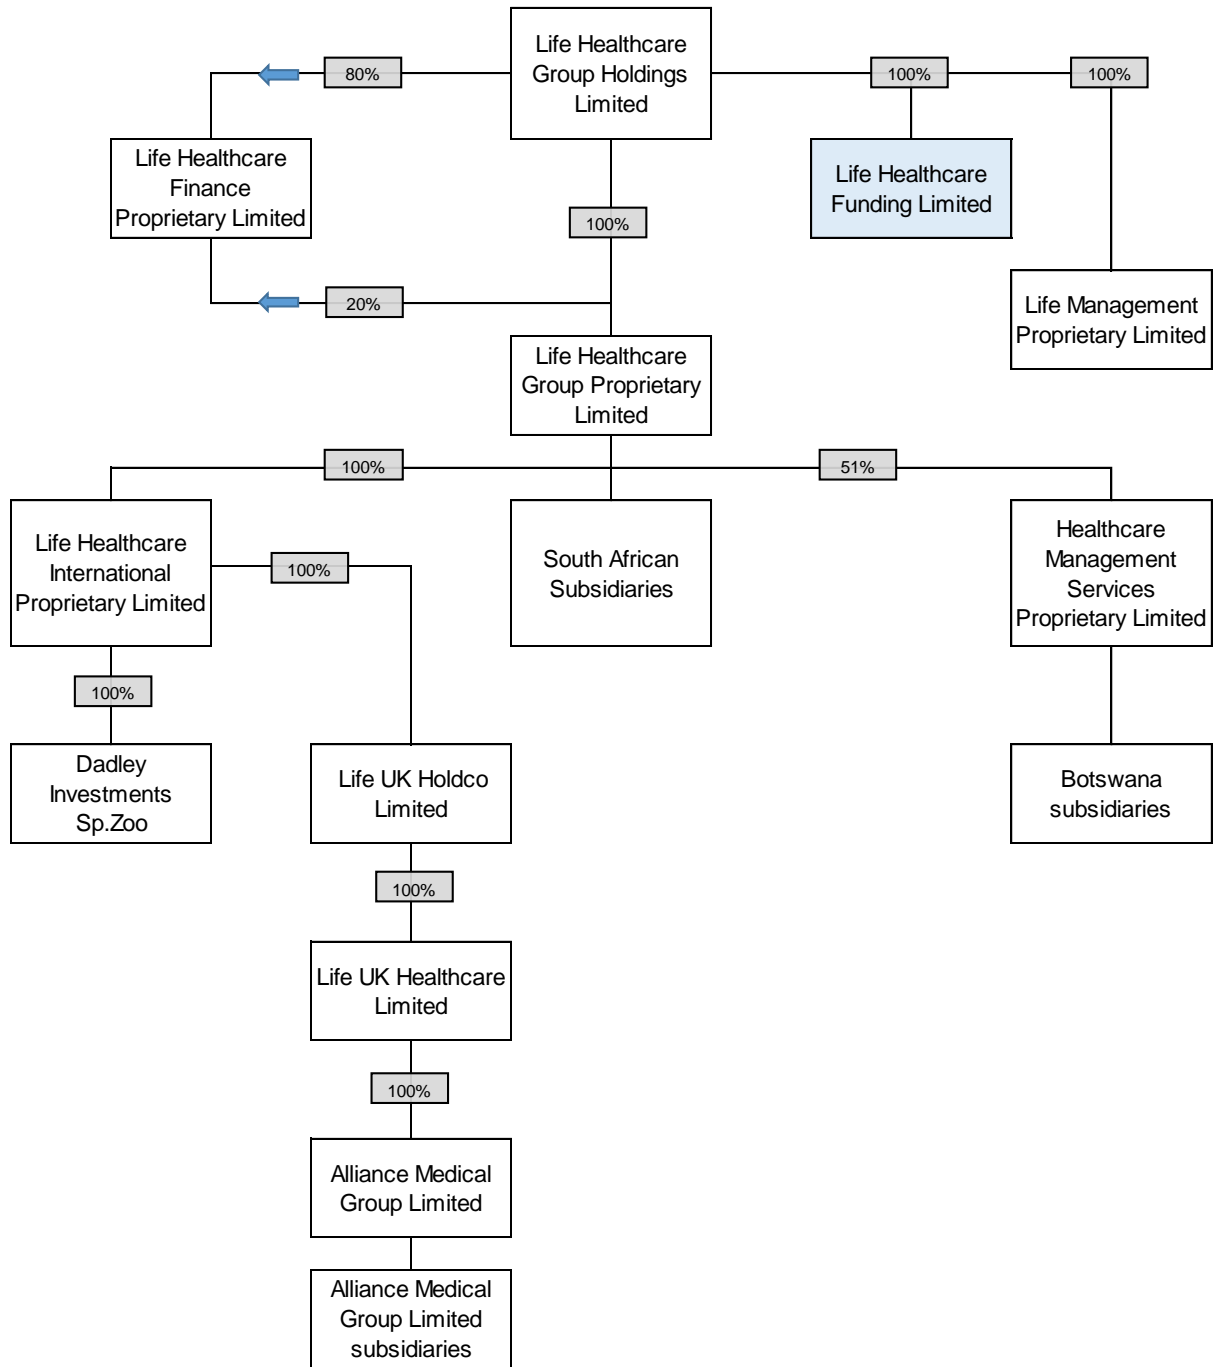 Life Healthcare
Group Holdings
Limited
80%
100%
100%
Life Healthcare
Finance
Proprietary Limited
Life Healthcare
Funding Limited
100%
20%
Life Management
Proprietary Limited
Life Healthcare
Group Proprietary
Limited
100%
51%
Life Healthcare
International
Proprietary Limited
100%
South African
Subsidiaries
Healthcare
Management
Services
Proprietary Limited
100%
Dadley
Investments
Sp.Zoo
Life UK Holdco
Limited
Botswana
subsidiaries
100%
Life UK Healthcare
Limited
100%
Alliance Medical
Group Limited
Alliance Medical
Group Limited
subsidiaries